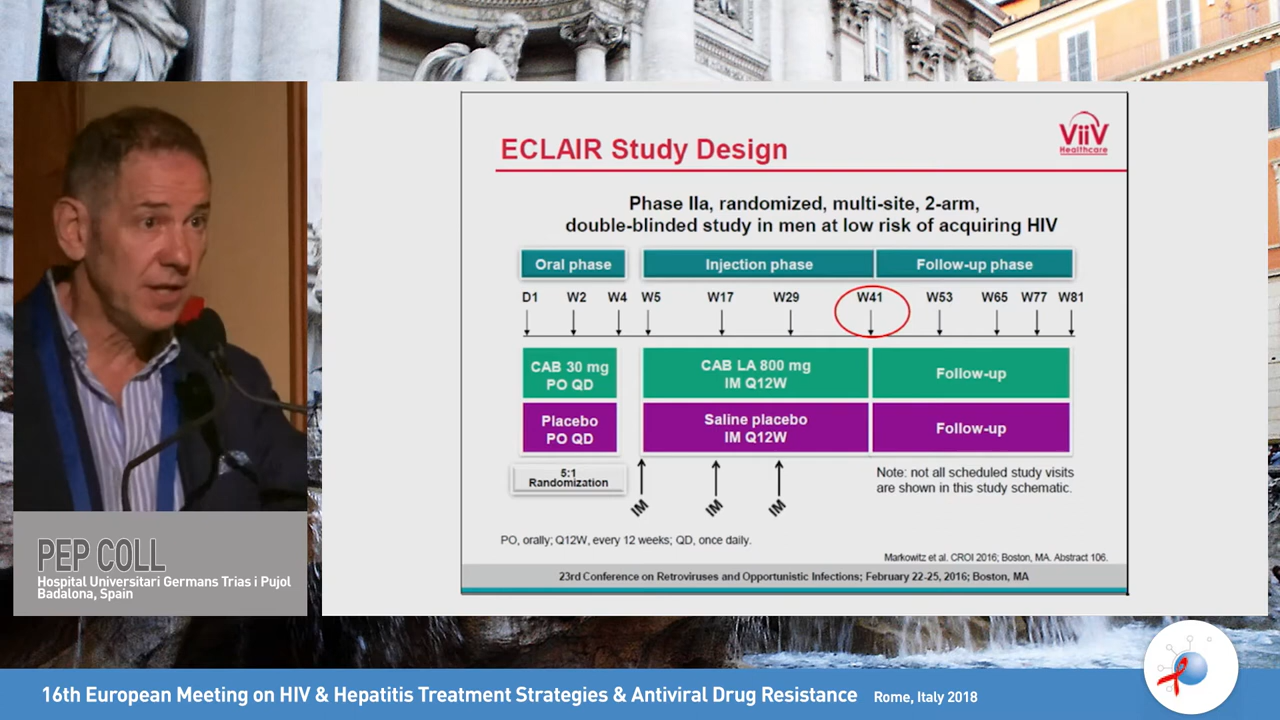 ECLAIR Study Design
ViiV
Healthcare
Phase IIa, randomized, multi-site, 2-arm,
double-blinded study in men at low risk of acquiring HIV
Oral phase
Injection phase
Follow-up phase
D1 W2 W4 W5 W17 W29 W41 W53 W65 W77 W81
CAB 30 mg
PO QD
CAB LA 800 mg
IM Q12W
Follow-up
Placebo
PO QD
Saline placebo
IM Q12W
Follow-up
5:1
Randomization
IM IM IM
Note: not all scheduled study visits
are shown in this study schematic.
PO, orally; Q12W, every 12 weeks; QD, once daily.
Markowitz et al. CROI 2016; Boston, MA. Abstract 106.
23rd Conference on Retroviruses and Opportunistic Infections; February 22-25, 2016; Boston, MA
PEP COLL
Hospital Universitari Germans Trias i Pujol
Badalona, Spain
16th European Meeting on HIV & Hepatitis Treatment Strategies & Antiviral Drug Resistance Rome, Italy 2018